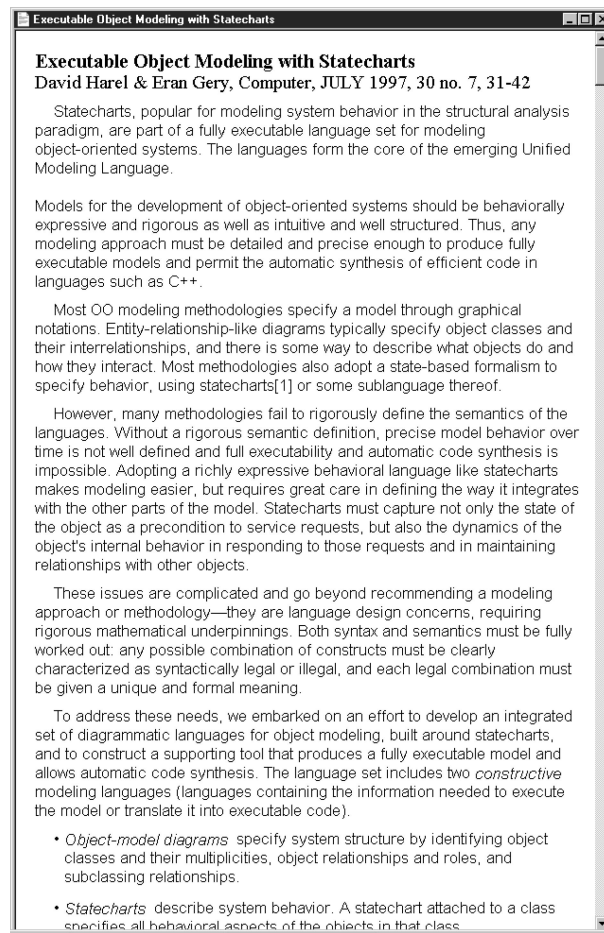 Executable Object Modeling with Statecharts
Executable Object Modeling with Statecharts
David Harel & Eran Gery, Computer, JULY 1997, 30 no. 7, 31-42
Statecharts, popular for modeling system behavior in the structural analysis
paradigm, are part of a fully executable language set for modeling
object-oriented systems. The languages form the core of the emerging Unified
Modeling Language.
Models for the development of object-oriented systems should be behaviorally
expressive and rigorous as well as intuitive and well structured. Thus, any
modeling approach must be detailed and precise enough to produce fully
executable models and permit the automatic synthesis of efficient code in
languages such as C++.
Most OO modeling methodologies specify a model through graphical
notations. Entity-relationship-like diagrams typically specify object classes and
their interrelationships, and there is some way to describe what objects do and
how they interact. Most methodologies also adopt a state-based formalism to
specify behavior, using statecharts[1] or some sublanguage thereof.
However, many methodologies fail to rigorously define the semantics of the
languages. Without a rigorous semantic definition, precise model behavior over
time is not well defined and full executability and automatic code synthesis is
impossible. Adopting a richly expressive behavioral language like statecharts
makes modeling easier, but requires great care in defining the way it integrates
with the other parts of the model. Statecharts must capture not only the state of
the object as a precondition to service requests, but also the dynamics of the
object's internal behavior in responding to those requests and in maintaining
relationships with other objects.
These issues are complicated and go beyond recommending a modeling
approach or methodology—they are language design concerns, requiring
rigorous mathematical underpinnings. Both syntax and semantics must be fully
worked out: any possible combination of constructs must be clearly
characterized as syntactically legal or illegal, and each legal combination must
be given a unique and formal meaning.
To address these needs, we embarked on an effort to develop an integrated
set of diagrammatic languages for object modeling, built around statecharts,
and to construct a supporting tool that produces a fully executable model and
allows automatic code synthesis. The language set includes two constructive
modeling languages (languages containing the information needed to execute
the model or translate it into executable code).
• Object-model diagrams specify system structure by identifying object
classes and their multiplicities, object relationships and roles, and
subclassing relationships.
• Statecharts describe system behavior. A statechart attached to a class
specifies all behavioral aspects of the objects in that class